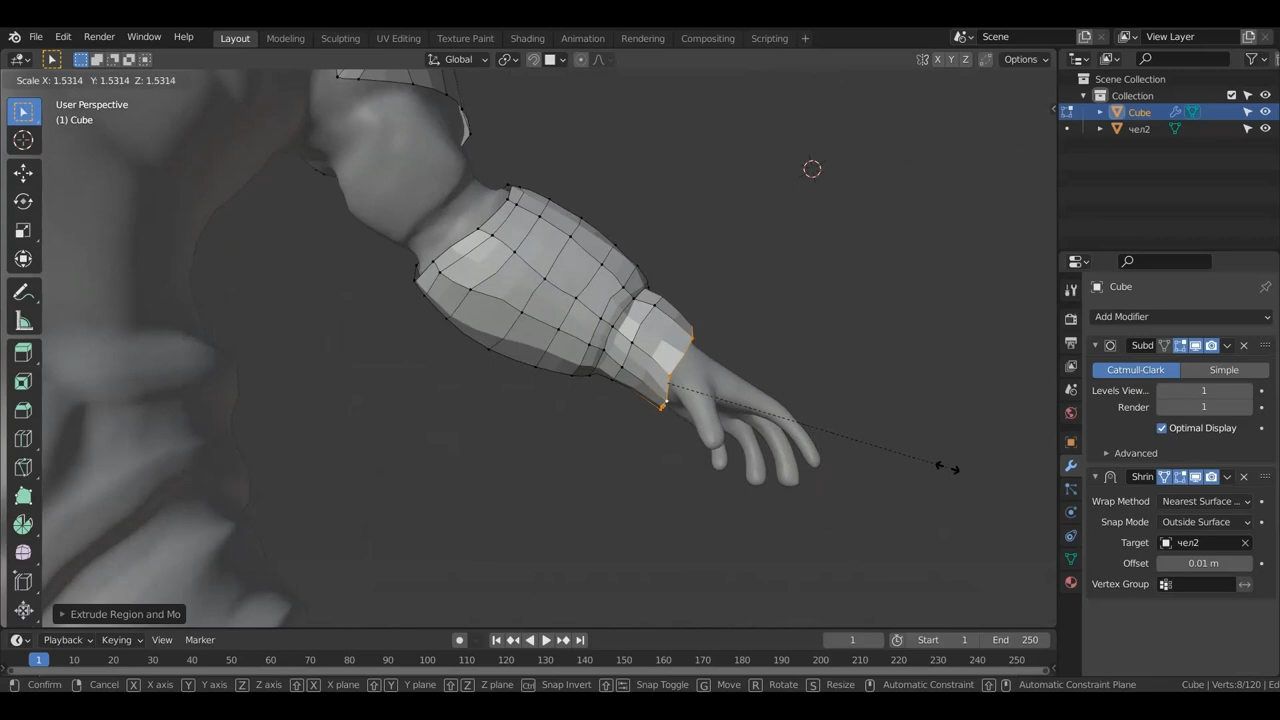 File Edit Render Window Help Layout Modeling Sculpting UV Editing Texture Paint Shading Animation Rendering Compositing Scripting + Scene View Layer
Global X Y Z Options
Scale X: 1.5314 Y: 1.5314 Z: 1.5314
Scene Collection
User Perspective
Collection
(1) Cube
Cube
чел2
Cube
Add Modifier
Subd
Catmull-Clark Simple
Levels View... 1
Render 1
Optimal Display
Advanced
Shrin
Wrap Method Nearest Surface ...
Snap Mode Outside Surface
Target чел2
Offset 0.01 m
Vertex Group
Extrude Region and Mo
Playback Keying View Marker 1 Start 1 End 250
1 10 20 30 40 50 60 70 80 90 100 110 120 130 140 150 160 170 180 190 200 210 220 230 240 250
Confirm Cancel X X axis Y Y axis Z Z axis X X plane Y Y plane Z Z plane Ctrl Snap Invert Snap Toggle G Move R Rotate S Resize Automatic Constraint Automatic Constraint Plane Cube | Verts:8/120 | Ed